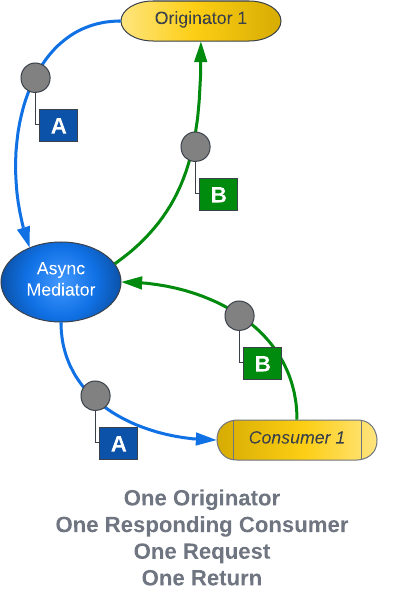 Originator 1
A
B
Async
Mediator
B
A
Consumer 1
One Originator
One Responding Consumer
One Request
One Return